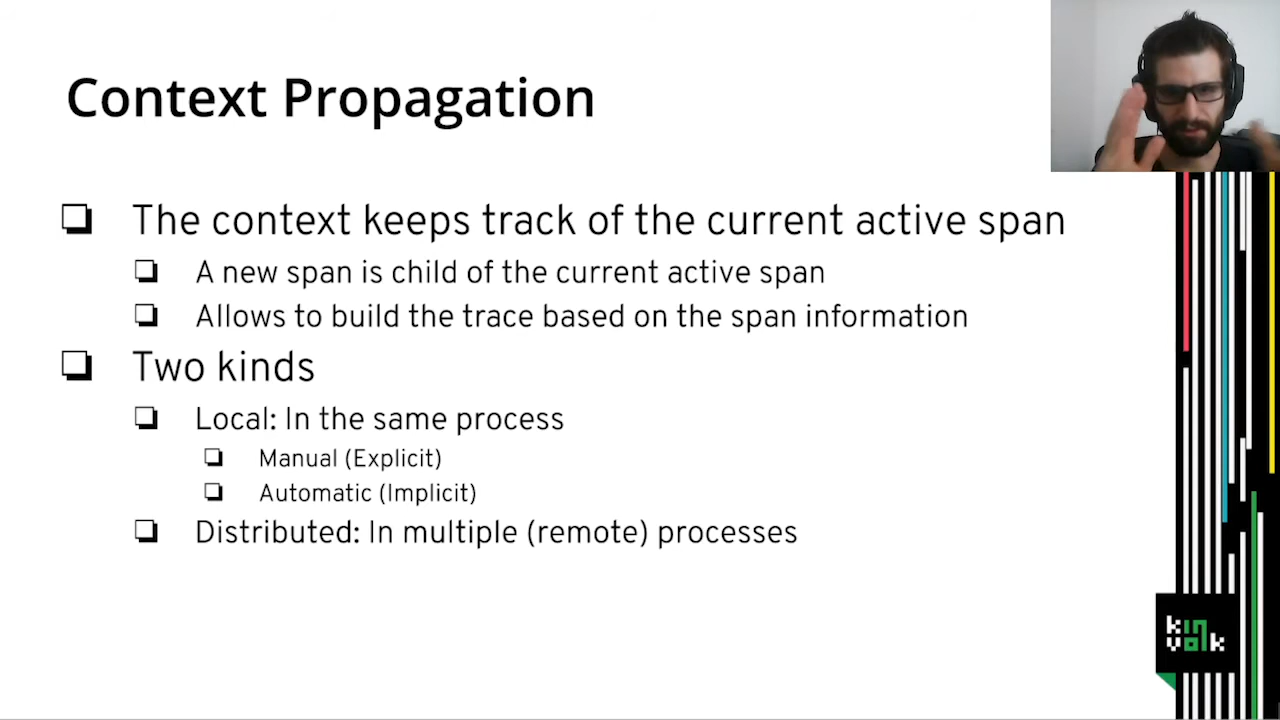 Context Propagation
The context keeps track of the current active span
A new span is child of the current active span
Allows to build the trace based on the span information
Two kinds
Local: In the same process
Manual (Explicit)
Automatic (Implicit)
Distributed: In multiple (remote) processes
kin
volk